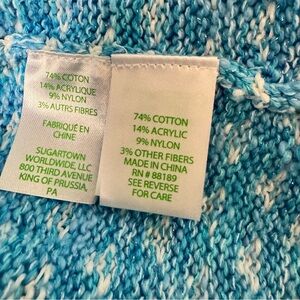 74% COTTON
14% ACRYLIQUE
9% NYLON
3% AUTRS FIBRES
FABRIQUÉ EN
CHINE
SUGARTOWN
WORLDWIDE, LLC
800 THIRD AVENUE
KING OF PRUSSIA,
PA
74% COTTON
14% ACRYLIC
9% NYLON
3% OTHER FIBERS
MADE IN CHINA
RN # 88189
SEE REVERSE
FOR CARE